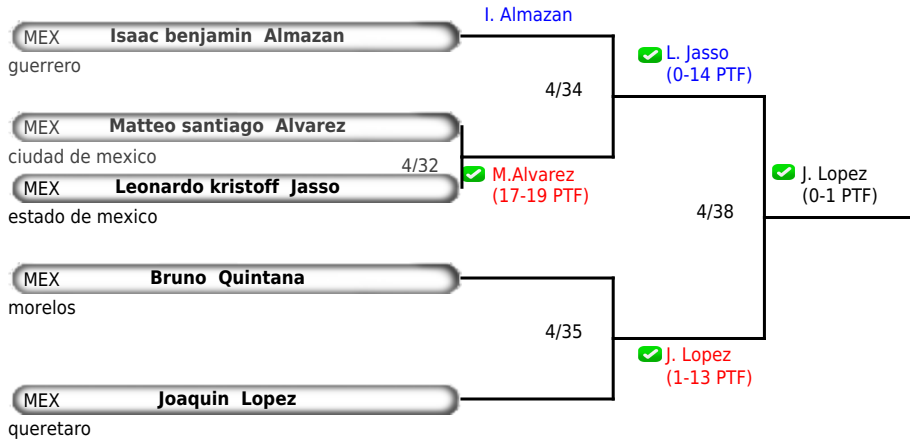 I. Almazan
MEX Isaac benjamin Almazan
guerrero
L. Jasso
(0-14 PTF)
4/34
MEX Matteo santiago Alvarez
ciudad de mexico
4/32
M.Alvarez
(17-19 PTF)
MEX Leonardo kristoff Jasso
estado de mexico
J. Lopez
(0-1 PTF)
4/38
MEX Bruno Quintana
morelos
4/35
J. Lopez
(1-13 PTF)
MEX Joaquin Lopez
queretaro